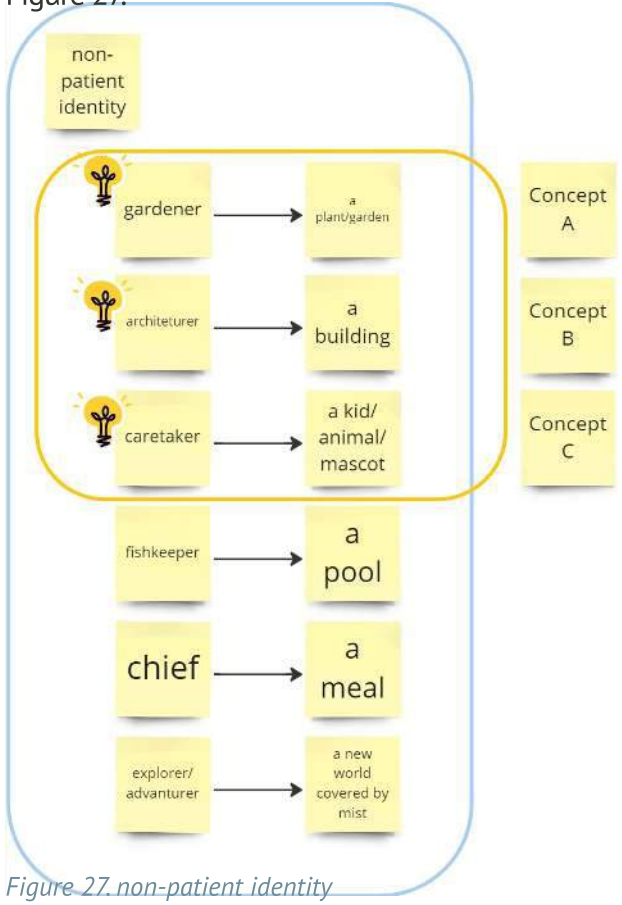 Figure 27.
non-
patient
identity
gardener
a
plant/garden
Concept
A
architeturer
a
building
Concept
B
caretaker
a kid/
animal/
mascot
Concept
C
fishkeeper
a
pool
chief
a
meal
explorer/
advanturer
a new
world
covered by
mist
Figure 27. non-patient identity